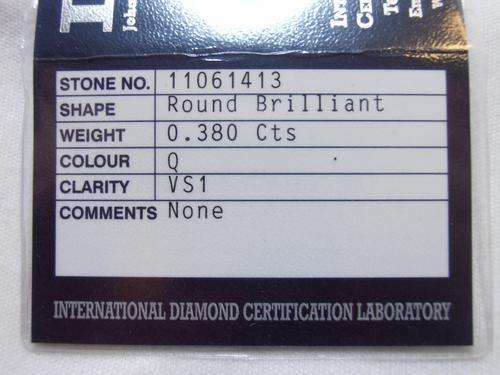 STONE NO. 11061413
SHAPE Round Brilliant
WEIGHT 0.380 Cts
COLOUR Q
CLARITY VS1
COMMENTS None
INTERNATIONAL DIAMOND CERTIFICATION LABORATORY